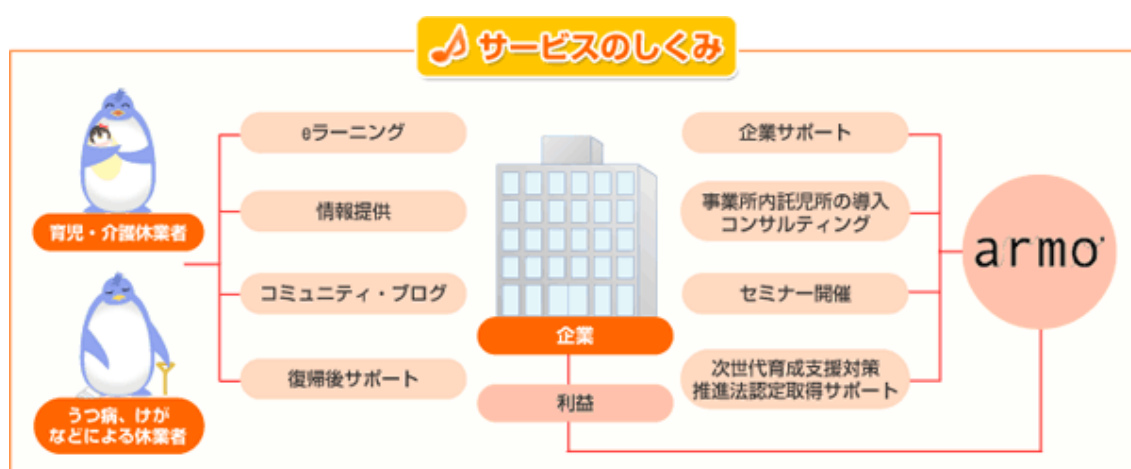 サービスのしくみ
eラーニング
情報提供
コミュニティ・ブログ
復帰後サポート
育児・介護休業者
うつ病、けが
などによる休業者
企業
利益
企業サポート
事業所内託児所の導入
コンサルティング
セミナー開催
次世代育成支援対策
推進法認定取得サポート
armo